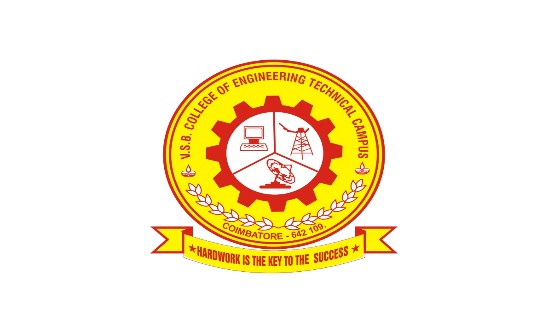 V.S.B. COLLEGE OF ENGINEERING TECHNICAL CAMPUS
COIMBATORE - 642 109.
HARDWORK IS THE KEY TO THE SUCCESS